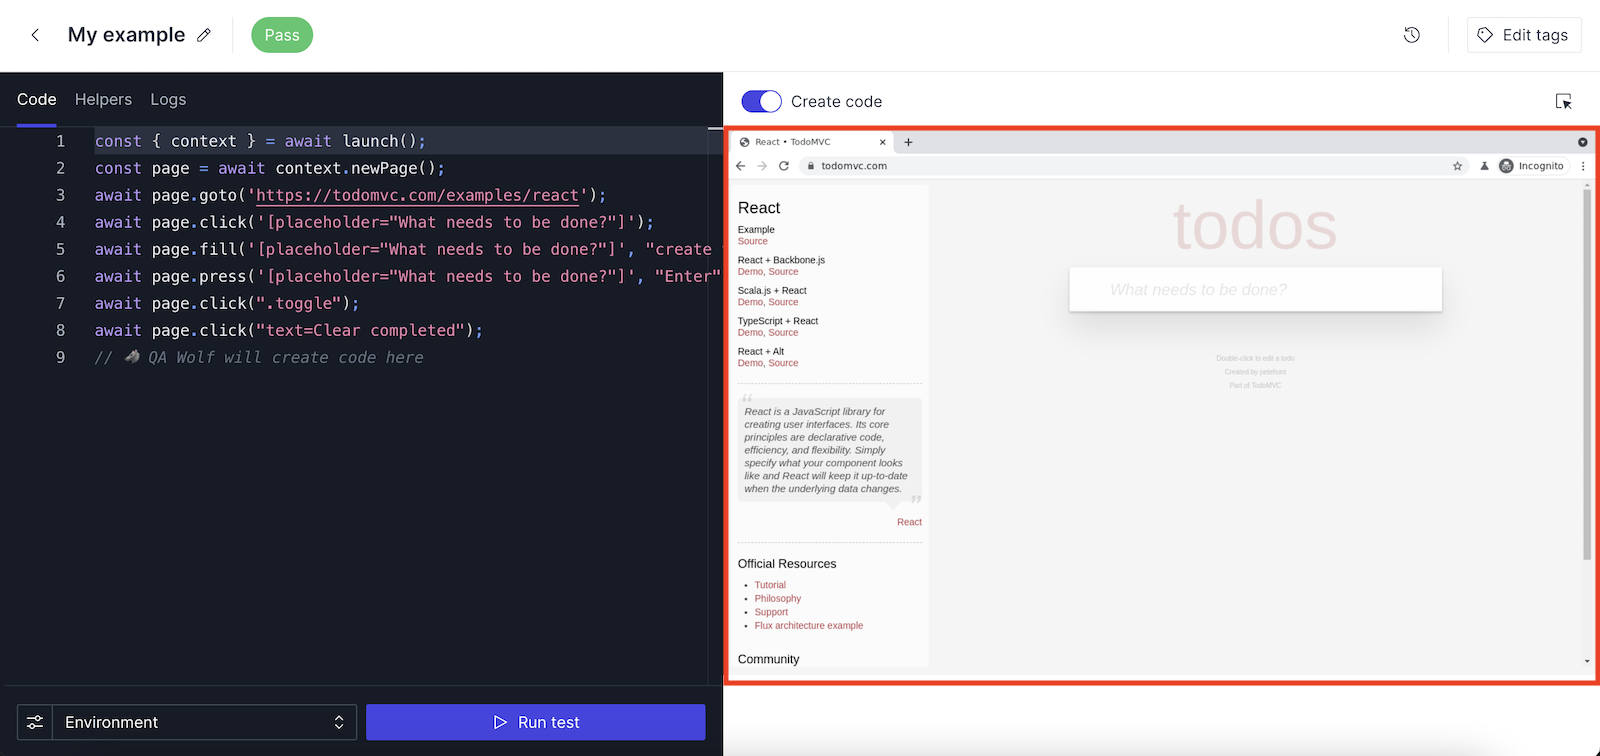 My example
Pass
Edit tags
Code Helpers Logs
1 const { context } = await launch();
2 const page = await context.newPage();
3 await page.goto('https://todomvc.com/examples/react');
4 await page.click('[placeholder="What needs to be done?"]');
5 await page.fill('[placeholder="What needs to be done?"]', "create
6 await page.press('[placeholder="What needs to be done?"]', "Enter"
7 await page.click(".toggle");
8 await page.click("text=Clear completed");
9 // 🐺 QA Wolf will create code here
Environment
Run test
Create code
React • TodoMVC
todomvc.com
Incognito
React
Example
Source
React + Backbone.js
Demo, Source
Scala.js + React
Demo, Source
TypeScript + React
Demo, Source
React + Alt
Demo, Source
“
React is a JavaScript library for
creating user interfaces. Its core
principles are declarative code,
efficiency, and flexibility. Simply
specify what your component looks
like and React will keep it up-to-date
when the underlying data changes.
”
React
Official Resources
• Tutorial
• Philosophy
• Support
• Flux architecture example
Community
todos
What needs to be done?
Double-click to edit a todo
Created by petehunt
Part of TodoMVC